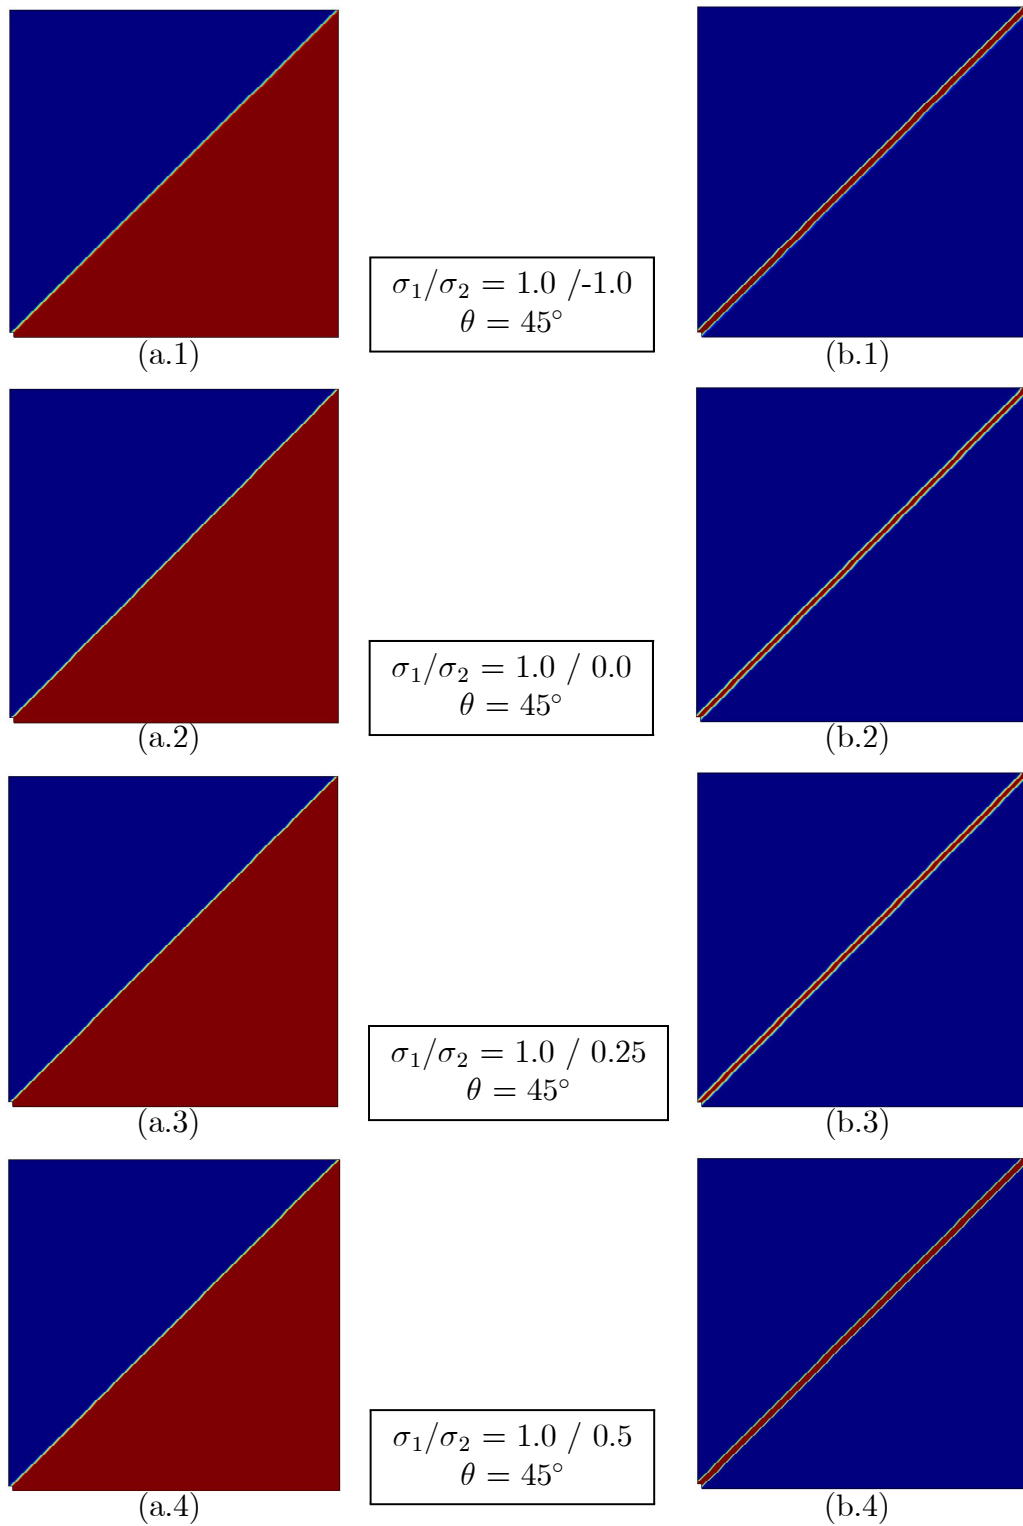 σ₁/σ₂ = 1.0 /-1.0
θ = 45°
(a.1)
(b.1)
σ₁/σ₂ = 1.0 / 0.0
θ = 45°
(a.2)
(b.2)
σ₁/σ₂ = 1.0 / 0.25
θ = 45°
(a.3)
(b.3)
σ₁/σ₂ = 1.0 / 0.5
θ = 45°
(a.4)
(b.4)